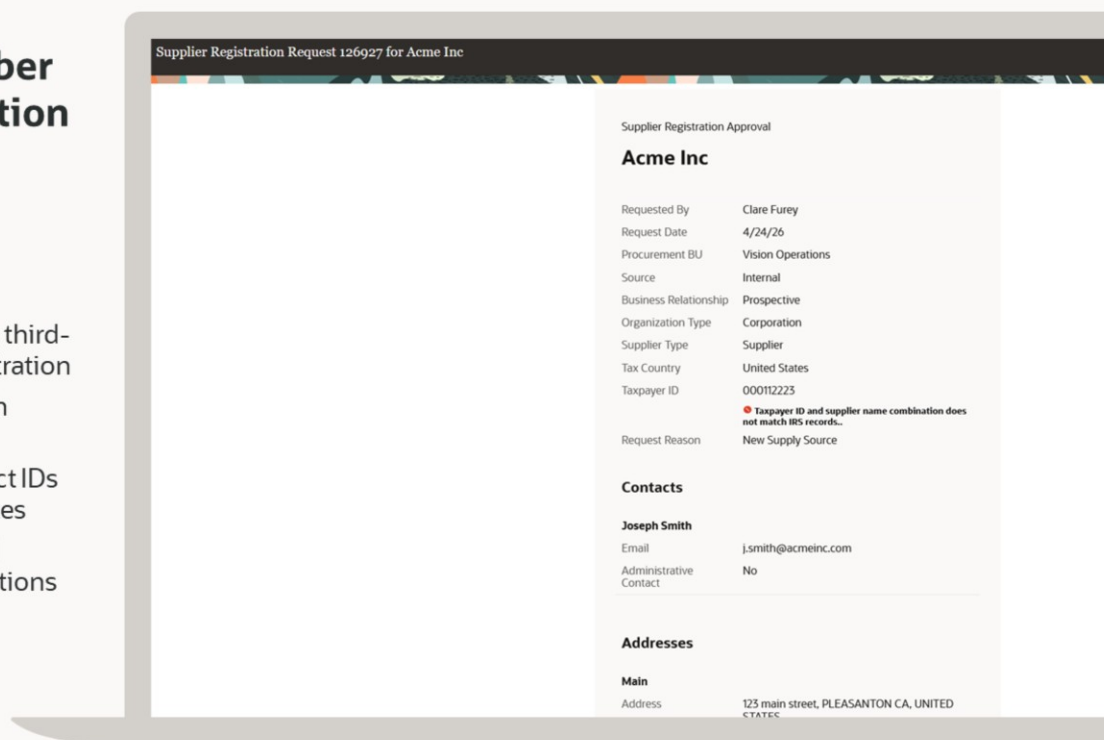 ber
tion
third-
tration
n
ct IDs
es
tions
Supplier Registration Request 126927 for Acme Inc
Supplier Registration Approval
Acme Inc
Requested By Clare Furey
Request Date 4/24/26
Procurement BU Vision Operations
Source Internal
Business Relationship Prospective
Organization Type Corporation
Supplier Type Supplier
Tax Country United States
Taxpayer ID 000112223
Taxpayer ID and supplier name combination does
not match IRS records..
Request Reason New Supply Source
Contacts
Joseph Smith
Email j.smith@acmeinc.com
Administrative No
Contact
Addresses
Main
Address 123 main street, PLEASANTON CA, UNITED
STATES